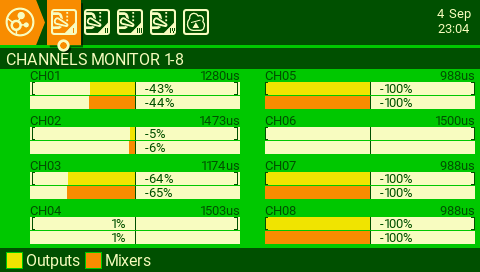 4 Sep
23:04
CHANNELS MONITOR 1-8
CH01 1280us
-43%
-44%
CH02 1473us
-5%
-6%
CH03 1174us
-64%
-65%
CH04 1503us
1%
1%
CH05 988us
-100%
-100%
CH06 1500us
CH07 988us
-100%
-100%
CH08 988us
-100%
-100%
Outputs Mixers